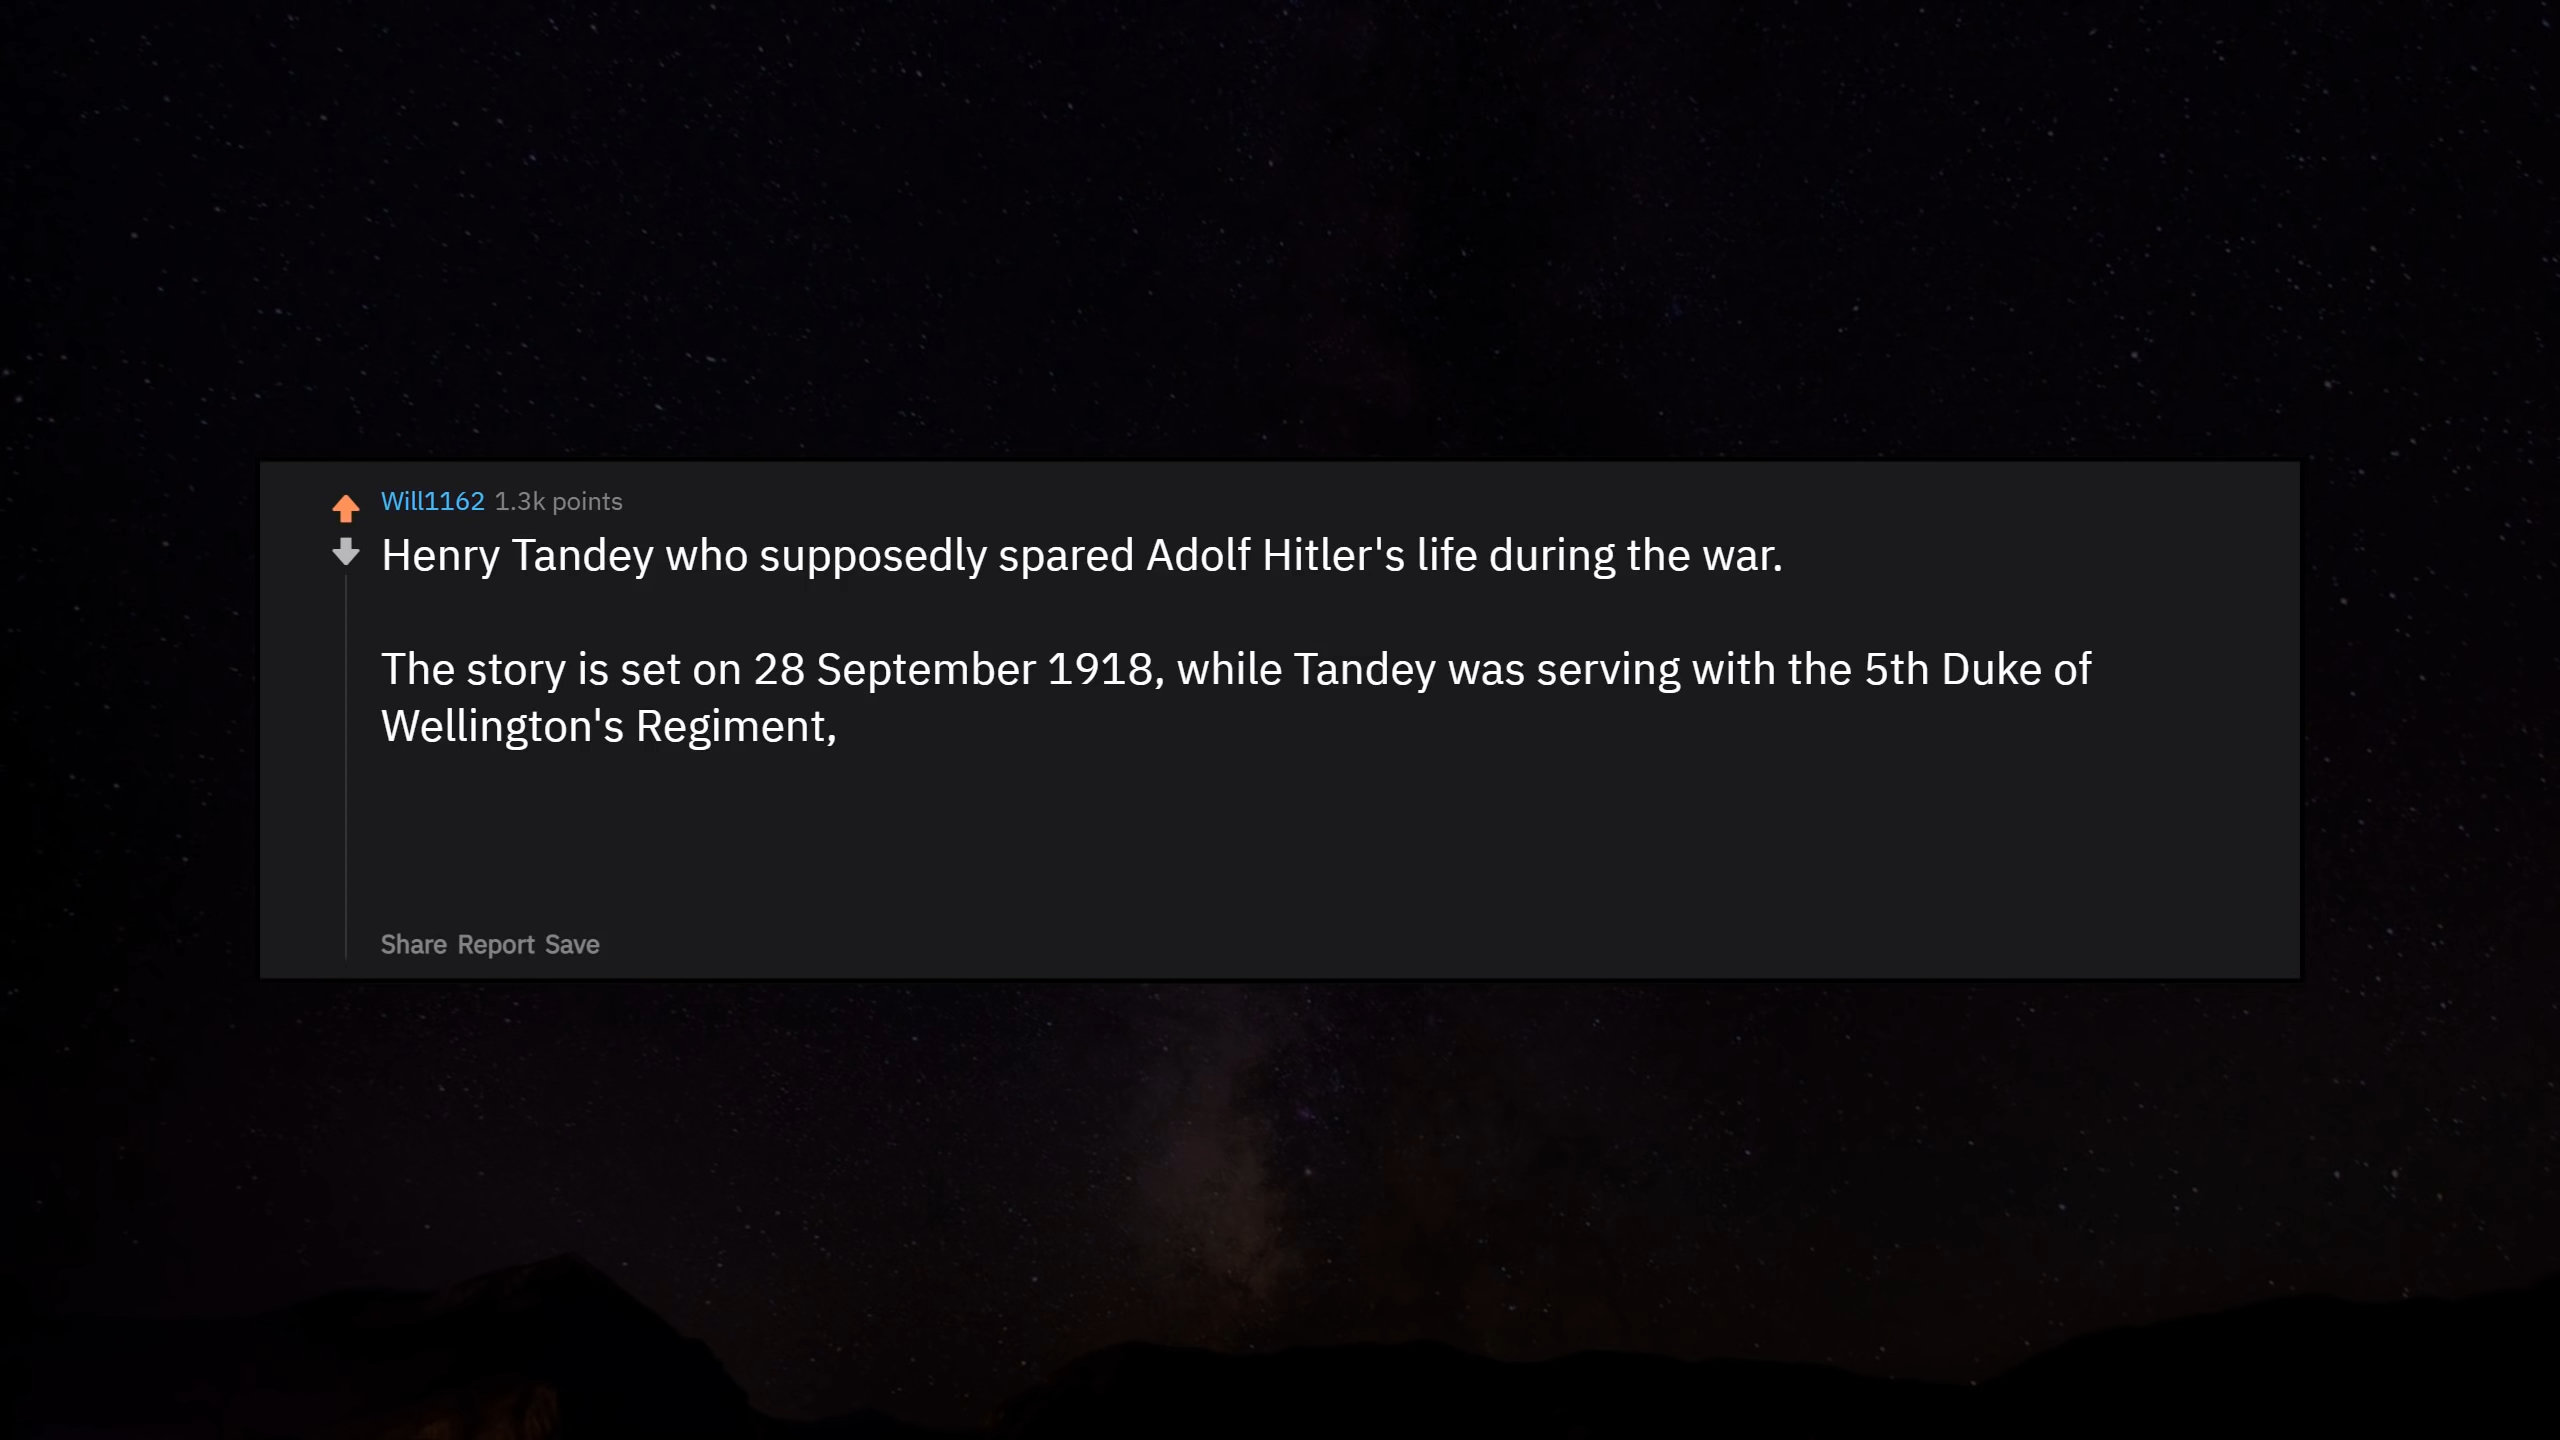 Will1162 1.3k points
Henry Tandey who supposedly spared Adolf Hitler's life during the war.
The story is set on 28 September 1918, while Tandey was serving with the 5th Duke of
Wellington's Regiment,
Share Report Save